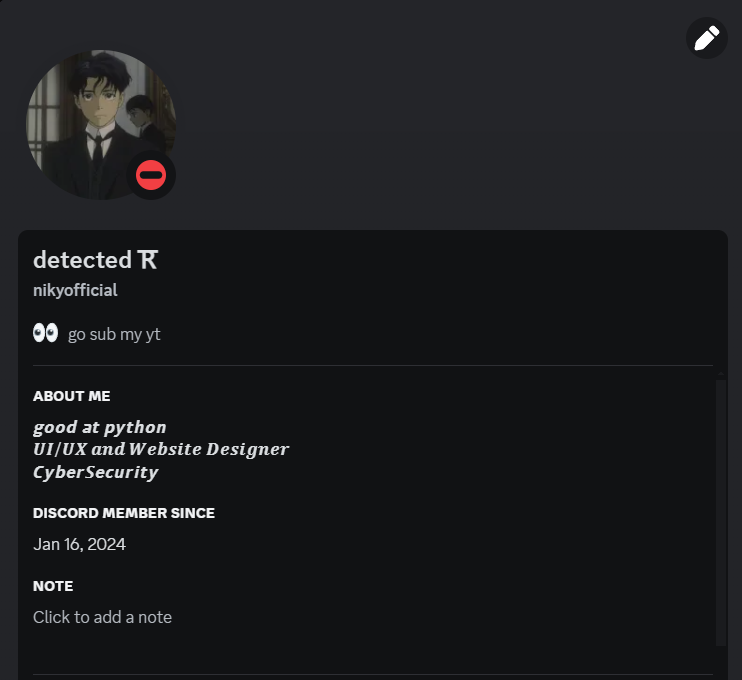 detected ҠR
nikyofficial
👀 go sub my yt
ABOUT ME
𝙜𝙤𝙤𝙙 𝙖𝙩 𝙥𝙮𝙩𝙝𝙤𝙣
𝑼𝑰/𝑼𝑿 𝒂𝒏𝒅 𝑾𝒆𝒃𝒔𝒊𝒕𝒆 𝑫𝒆𝒔𝒊𝒈𝒏𝒆𝒓
𝘾𝙮𝙗𝙚𝙧𝙎𝙚𝙘𝙪𝙧𝙞𝙩𝙮
DISCORD MEMBER SINCE
Jan 16, 2024
NOTE
Click to add a note